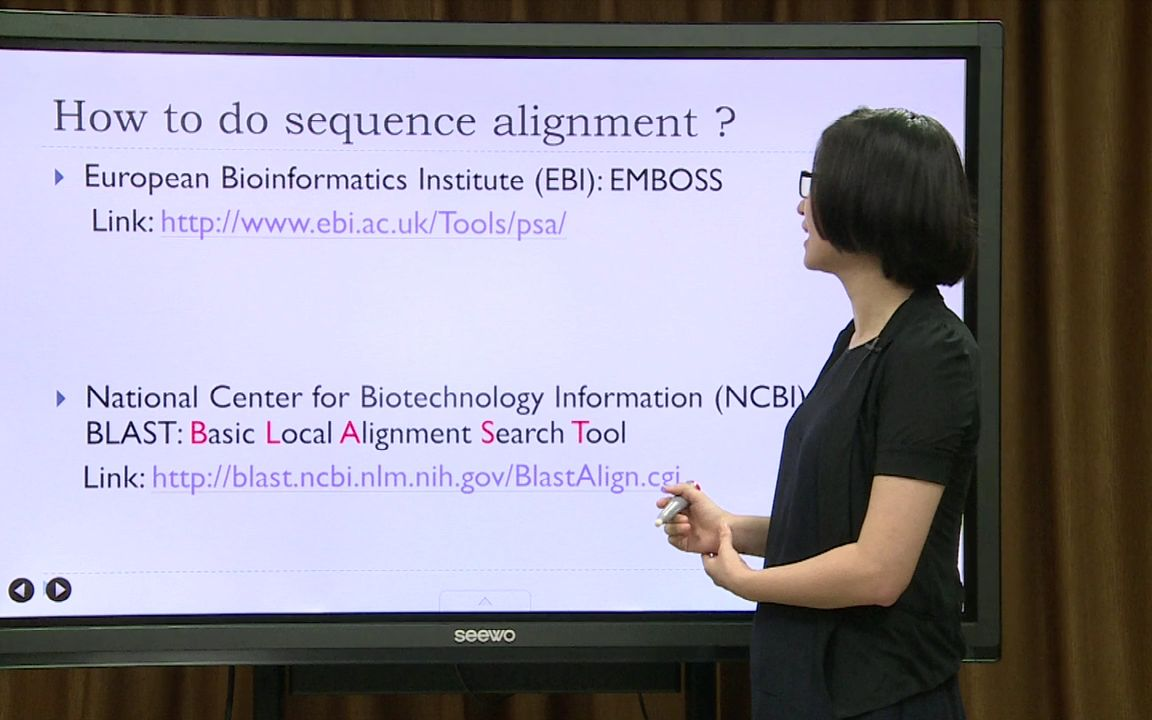 How to do sequence alignment ?
European Bioinformatics Institute (EBI): EMBOSS
Link: http://www.ebi.ac.uk/Tools/psa/
National Center for Biotechnology Information (NCBI)
BLAST: Basic Local Alignment Search Tool
Link: http://blast.ncbi.nlm.nih.gov/BlastAlign.cgi
seewo